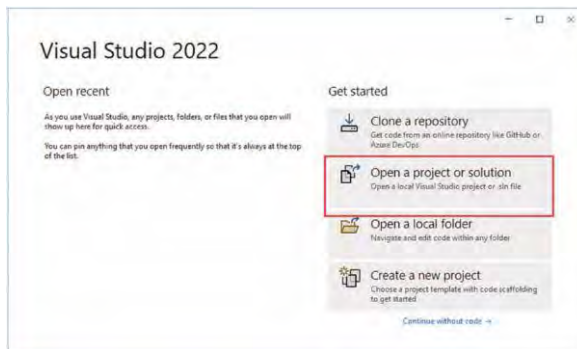 Visual Studio 2022
Open recent
As you use Visual Studio, any projects, folders, or files that you open will
show up here for quick access.
You can pin anything that you open frequently so that it's always at the top
of the list.
Get started
Clone a repository
Get code from an online repository like GitHub or
Azure DevOps
Open a project or solution
Open a local Visual Studio project or .sln file
Open a local folder
Navigate and edit code within any folder
Create a new project
Choose a project template with code scaffolding
to get started
Continue without code →